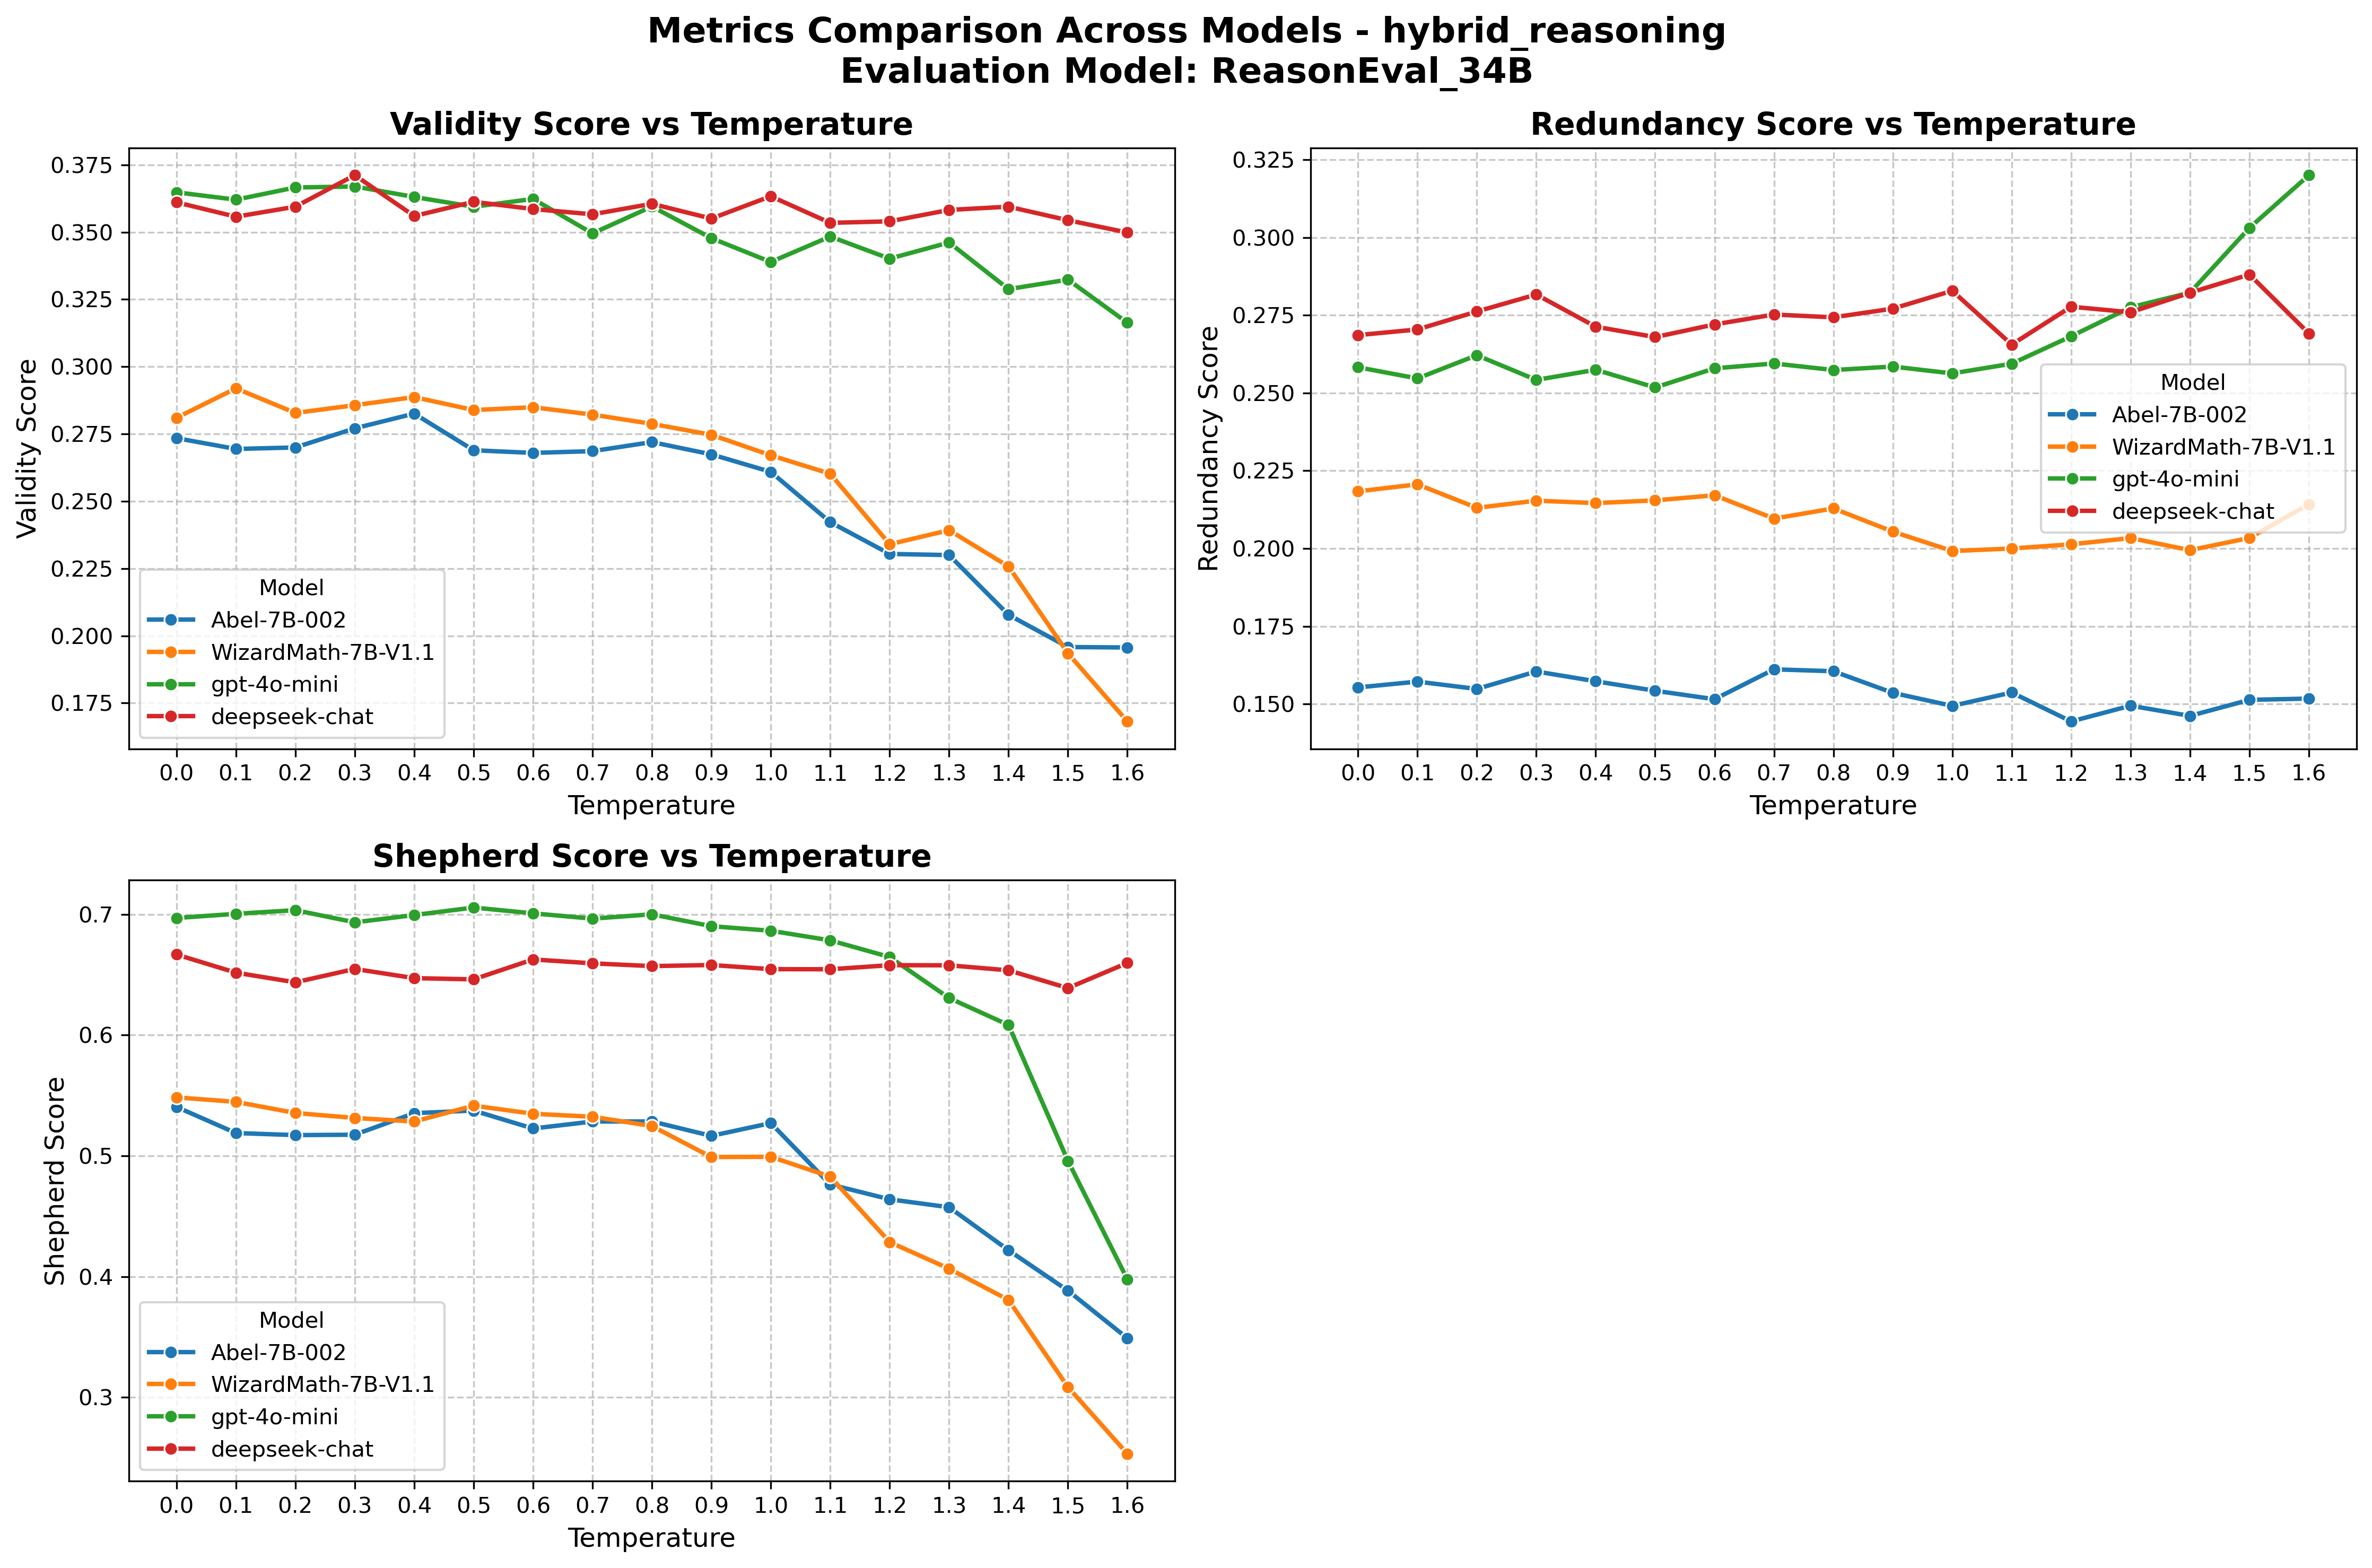 Metrics Comparison Across Models - hybrid_reasoning
Evaluation Model: ReasonEval_34B
Validity Score vs Temperature
Validity Score
0.375
0.350
0.325
0.300
0.275
0.250
0.225
0.200
0.175
Model
Abel-7B-002
WizardMath-7B-V1.1
gpt-4o-mini
deepseek-chat
0.0 0.1 0.2 0.3 0.4 0.5 0.6 0.7 0.8 0.9 1.0 1.1 1.2 1.3 1.4 1.5 1.6
Temperature
Redundancy Score vs Temperature
Redundancy Score
0.325
0.300
0.275
0.250
0.225
0.200
0.175
0.150
Model
Abel-7B-002
WizardMath-7B-V1.1
gpt-4o-mini
deepseek-chat
0.0 0.1 0.2 0.3 0.4 0.5 0.6 0.7 0.8 0.9 1.0 1.1 1.2 1.3 1.4 1.5 1.6
Temperature
Shepherd Score vs Temperature
Shepherd Score
0.7
0.6
0.5
0.4
0.3
Model
Abel-7B-002
WizardMath-7B-V1.1
gpt-4o-mini
deepseek-chat
0.0 0.1 0.2 0.3 0.4 0.5 0.6 0.7 0.8 0.9 1.0 1.1 1.2 1.3 1.4 1.5 1.6
Temperature